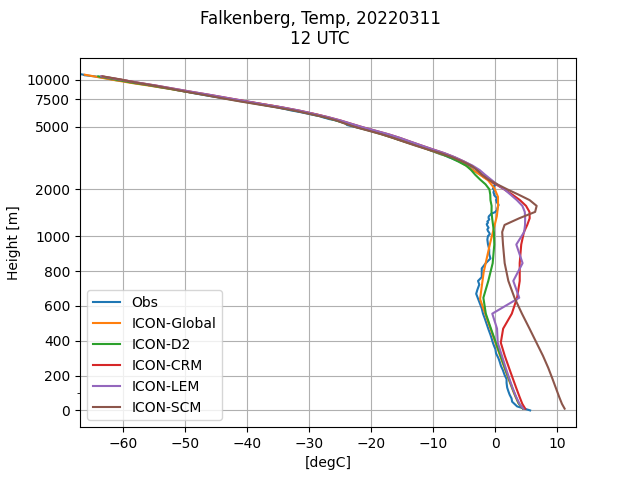 Falkenberg, Temp, 20220311
12 UTC
Height [m]
10000
7500
5000
2000
1000
800
600
400
200
0
Obs
ICON-Global
ICON-D2
ICON-CRM
ICON-LEM
ICON-SCM
−60 −50 −40 −30 −20 −10 0 10
[degC]